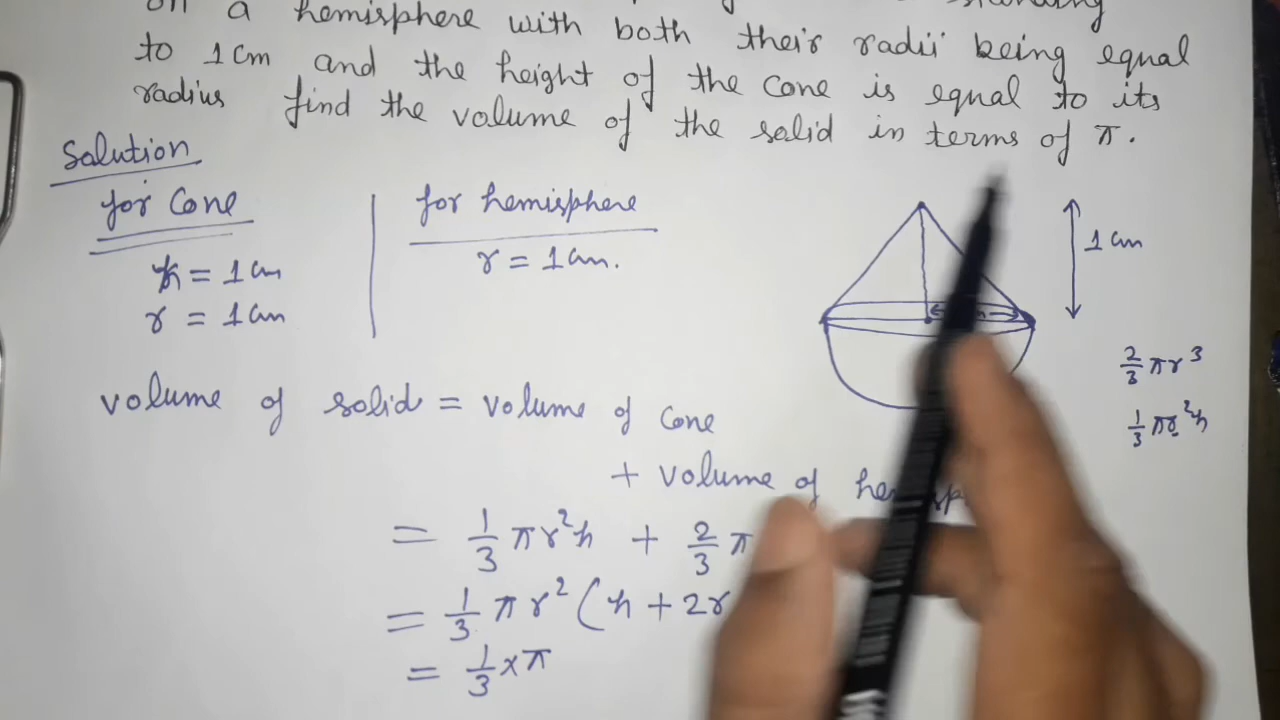 on a hemisphere with both their radii being equal
to 1 cm and the height of the cone is equal to its
radius find the volume of the solid in terms of π.
Solution
for Cone
for hemisphere
h = 1 cm
r = 1 cm.
r = 1 cm
1 cm
2/3 πr³
1/3 πr²h
volume of solid = volume of cone
+ volume of
= 1/3 πr²h + 2/3 π
= 1/3 πr² (h + 2r
= 1/3 × π